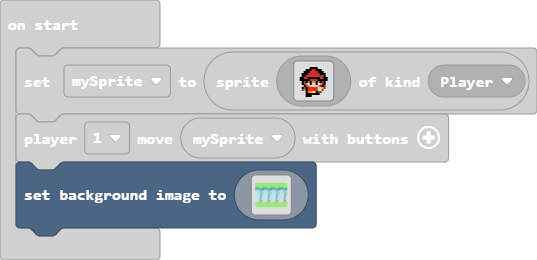 on start
set mySprite to sprite of kind Player
player 1 move mySprite with buttons
set background image to